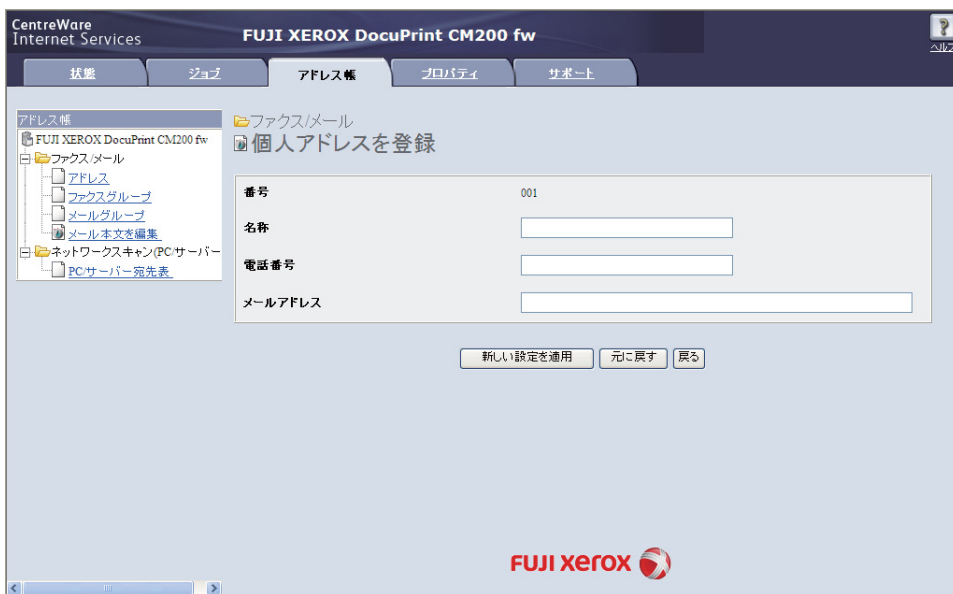 CentreWare
Internet Services
FUJI XEROX DocuPrint CM200 fw
ヘルプ
状態
ジョブ
アドレス帳
プロパティ
サポート
アドレス帳
FUJI XEROX DocuPrint CM200 fw
ファクス/メール
アドレス
ファクスグループ
メールグループ
メール本文を編集
ネットワークスキャン(PC/サーバー
PC/サーバー宛先表
ファクス/メール
個人アドレスを登録
番号 001
名称
電話番号
メールアドレス
新しい設定を適用 元に戻す 戻る
FUJI xerox